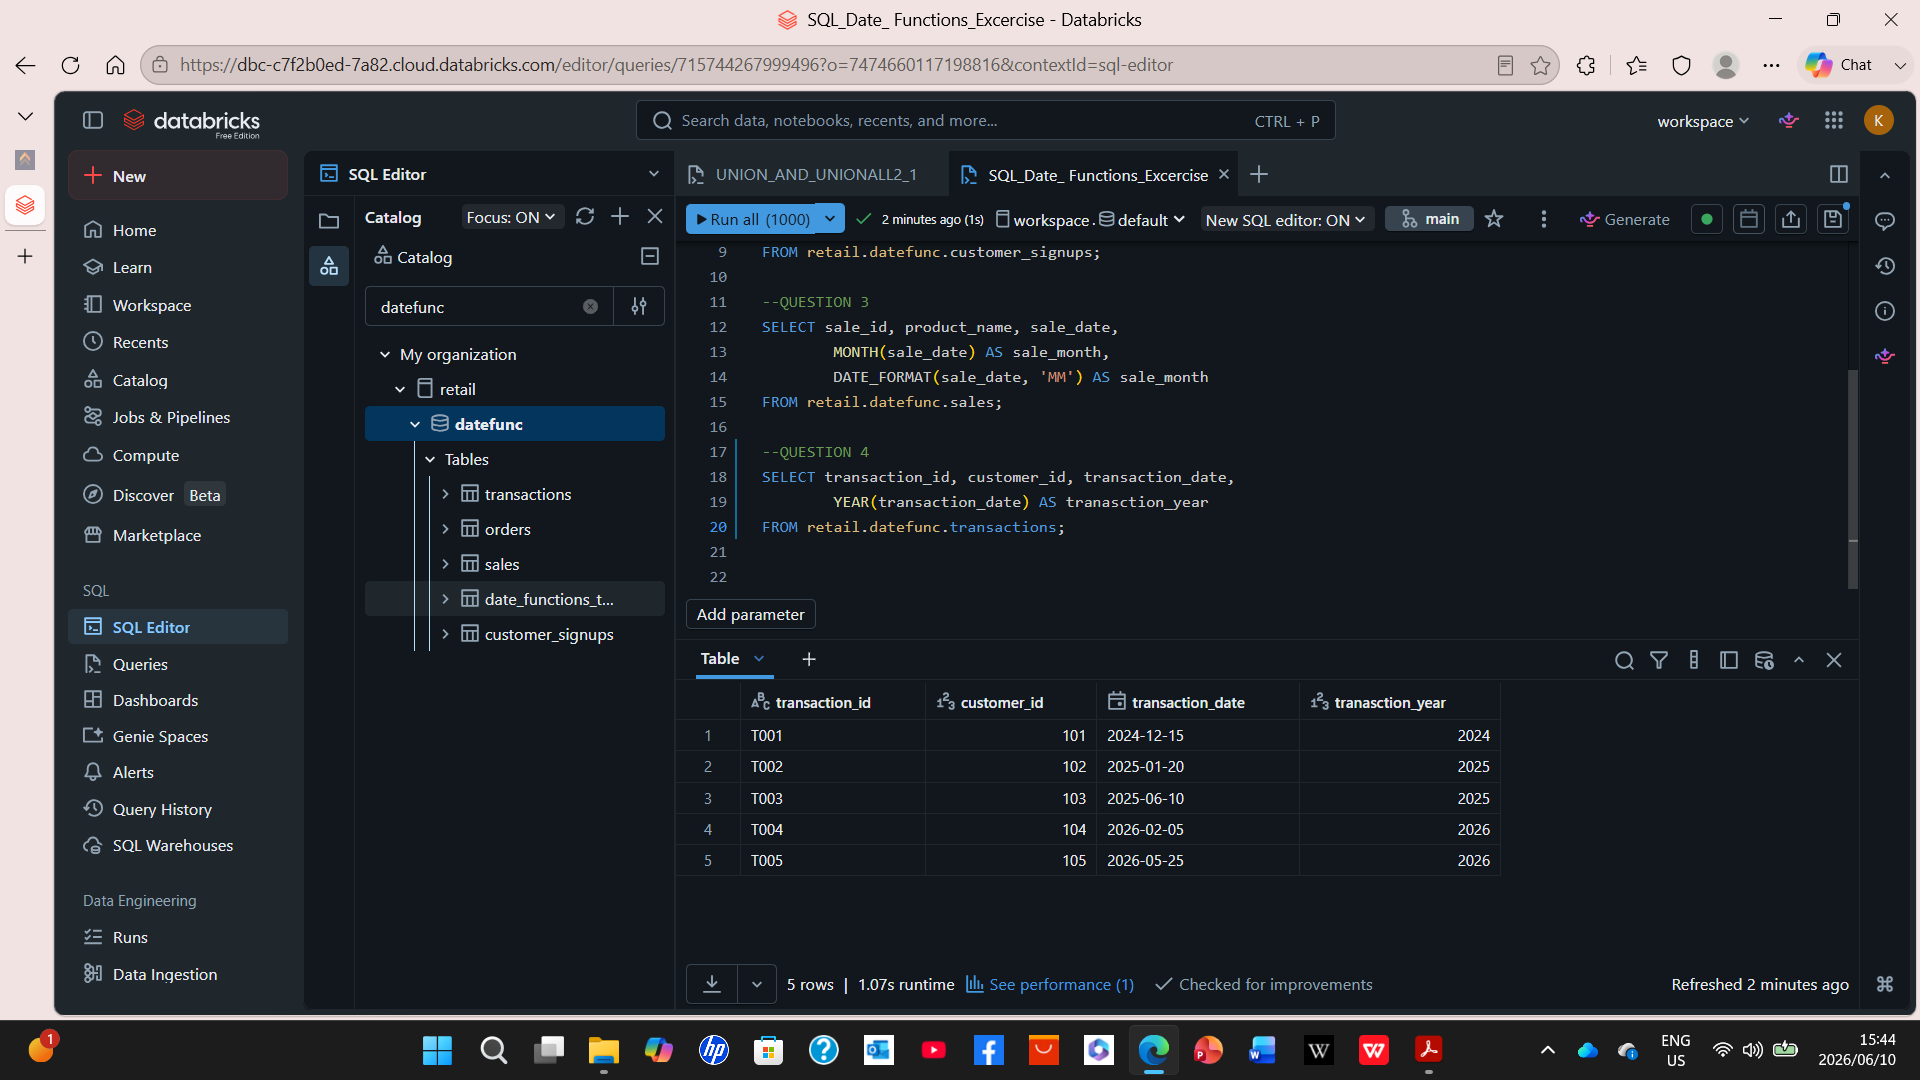 SQL_Date_ Functions_Excercise - Databricks
https://dbc-c7f2b0ed-7a82.cloud.databricks.com/editor/queries/715744267999496?o=7474660117198816&contextId=sql-editor
Chat
databricks
Free Edition
Search data, notebooks, recents, and more...
CTRL + P
workspace
K
New
Home
Learn
Workspace
Recents
Catalog
Jobs & Pipelines
Compute
Discover Beta
Marketplace
SQL
SQL Editor
Queries
Dashboards
Genie Spaces
Alerts
Query History
SQL Warehouses
Data Engineering
Runs
Data Ingestion
SQL Editor
Catalog
Focus: ON
Catalog
datefunc
My organization
retail
datefunc
Tables
transactions
orders
sales
date_functions_t...
customer_signups
UNION_AND_UNIONALL2_1
SQL_Date_ Functions_Excercise
Run all (1000)
2 minutes ago (1s)
workspace.
default
New SQL editor: ON
main
Generate
9 FROM retail.datefunc.customer_signups;
10
11 --QUESTION 3
12 SELECT sale_id, product_name, sale_date,
13 MONTH(sale_date) AS sale_month,
14 DATE_FORMAT(sale_date, 'MM') AS sale_month
15 FROM retail.datefunc.sales;
16
17 --QUESTION 4
18 SELECT transaction_id, customer_id, transaction_date,
19 YEAR(transaction_date) AS tranasction_year
20 FROM retail.datefunc.transactions;
21
22
Add parameter
Table
transaction_id customer_id transaction_date tranasction_year
1 T001 101 2024-12-15 2024
2 T002 102 2025-01-20 2025
3 T003 103 2025-06-10 2025
4 T004 104 2026-02-05 2026
5 T005 105 2026-05-25 2026
5 rows | 1.07s runtime
See performance (1)
Checked for improvements
Refreshed 2 minutes ago
1
hp
ENG
US
15:44
2026/06/10